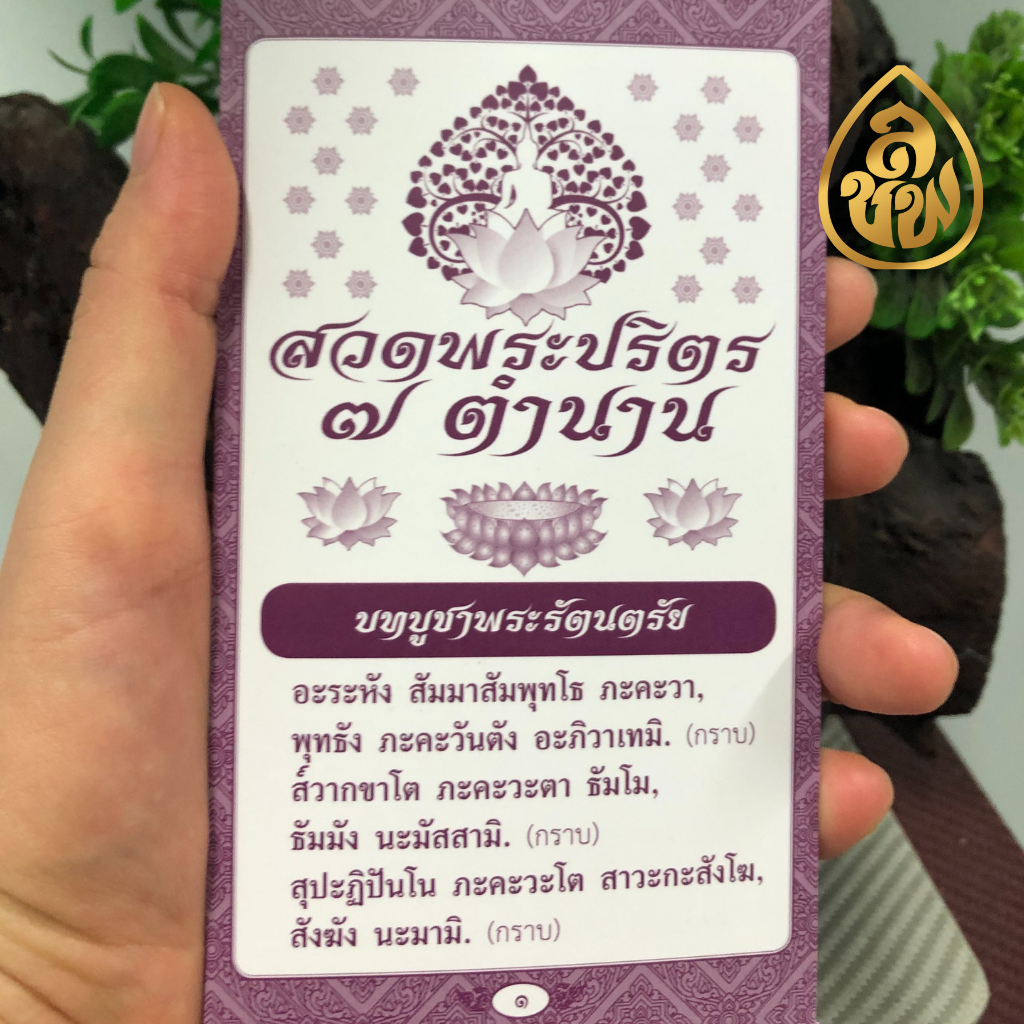 ลิ
ชมพ
สวดพระปริตร
๗ ตำนาน
บทบูชาพระรัตนตรัย
อะระหัง สัมมาสัมพุทโธ ภะคะวา,
พุทธัง ภะคะวันตัง อะภิวาเทมิ. (กราบ)
ส๎วากขาโต ภะคะวะตา ธัมโม,
ธัมมัง นะมัสสามิ. (กราบ)
สุปะฏิปันโน ภะคะวะโต สาวะกะสังโฆ,
สังฆัง นะมามิ. (กราบ)
๑